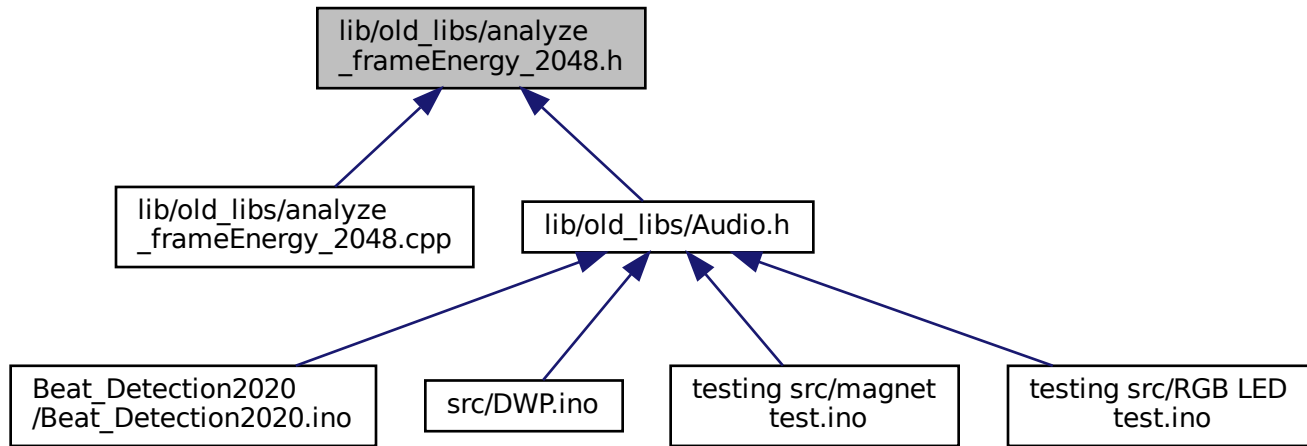 lib/old_libs/analyze
_frameEnergy_2048.h
lib/old_libs/analyze
_frameEnergy_2048.cpp
lib/old_libs/Audio.h
Beat_Detection2020
/Beat_Detection2020.ino
src/DWP.ino
testing src/magnet
test.ino
testing src/RGB LED
test.ino